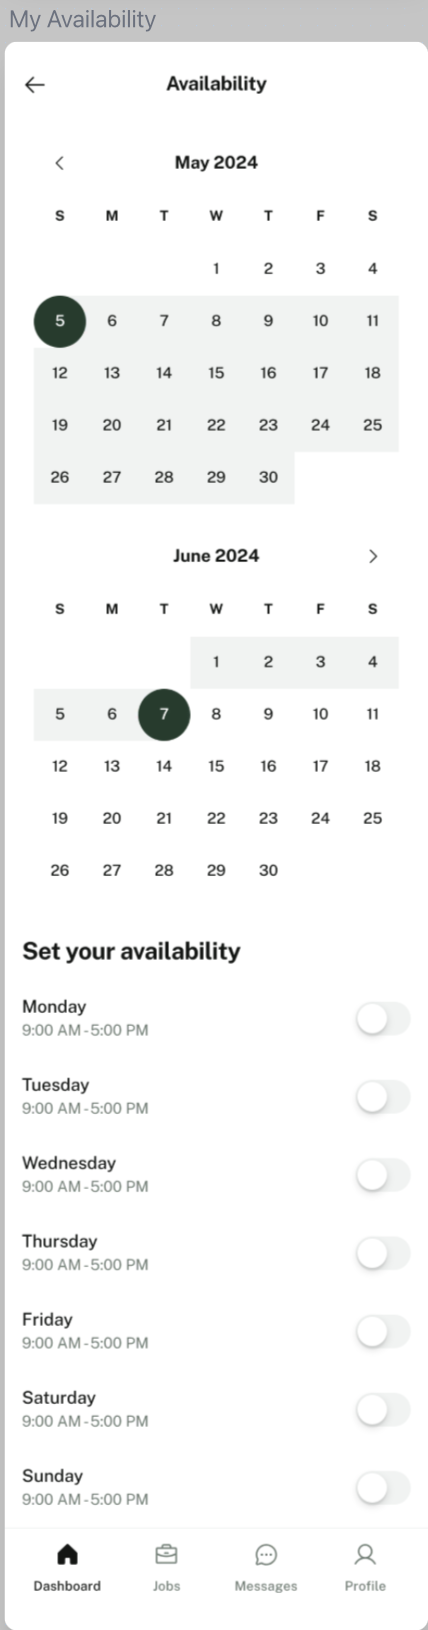 My Availability
Availability
May 2024
S M T W T F S
1 2 3 4
5 6 7 8 9 10 11
12 13 14 15 16 17 18
19 20 21 22 23 24 25
26 27 28 29 30
June 2024
S M T W T F S
1 2 3 4
5 6 7 8 9 10 11
12 13 14 15 16 17 18
19 20 21 22 23 24 25
26 27 28 29 30
Set your availability
Monday
9:00 AM - 5:00 PM
Tuesday
9:00 AM - 5:00 PM
Wednesday
9:00 AM - 5:00 PM
Thursday
9:00 AM - 5:00 PM
Friday
9:00 AM - 5:00 PM
Saturday
9:00 AM - 5:00 PM
Sunday
9:00 AM - 5:00 PM
Dashboard Jobs Messages Profile